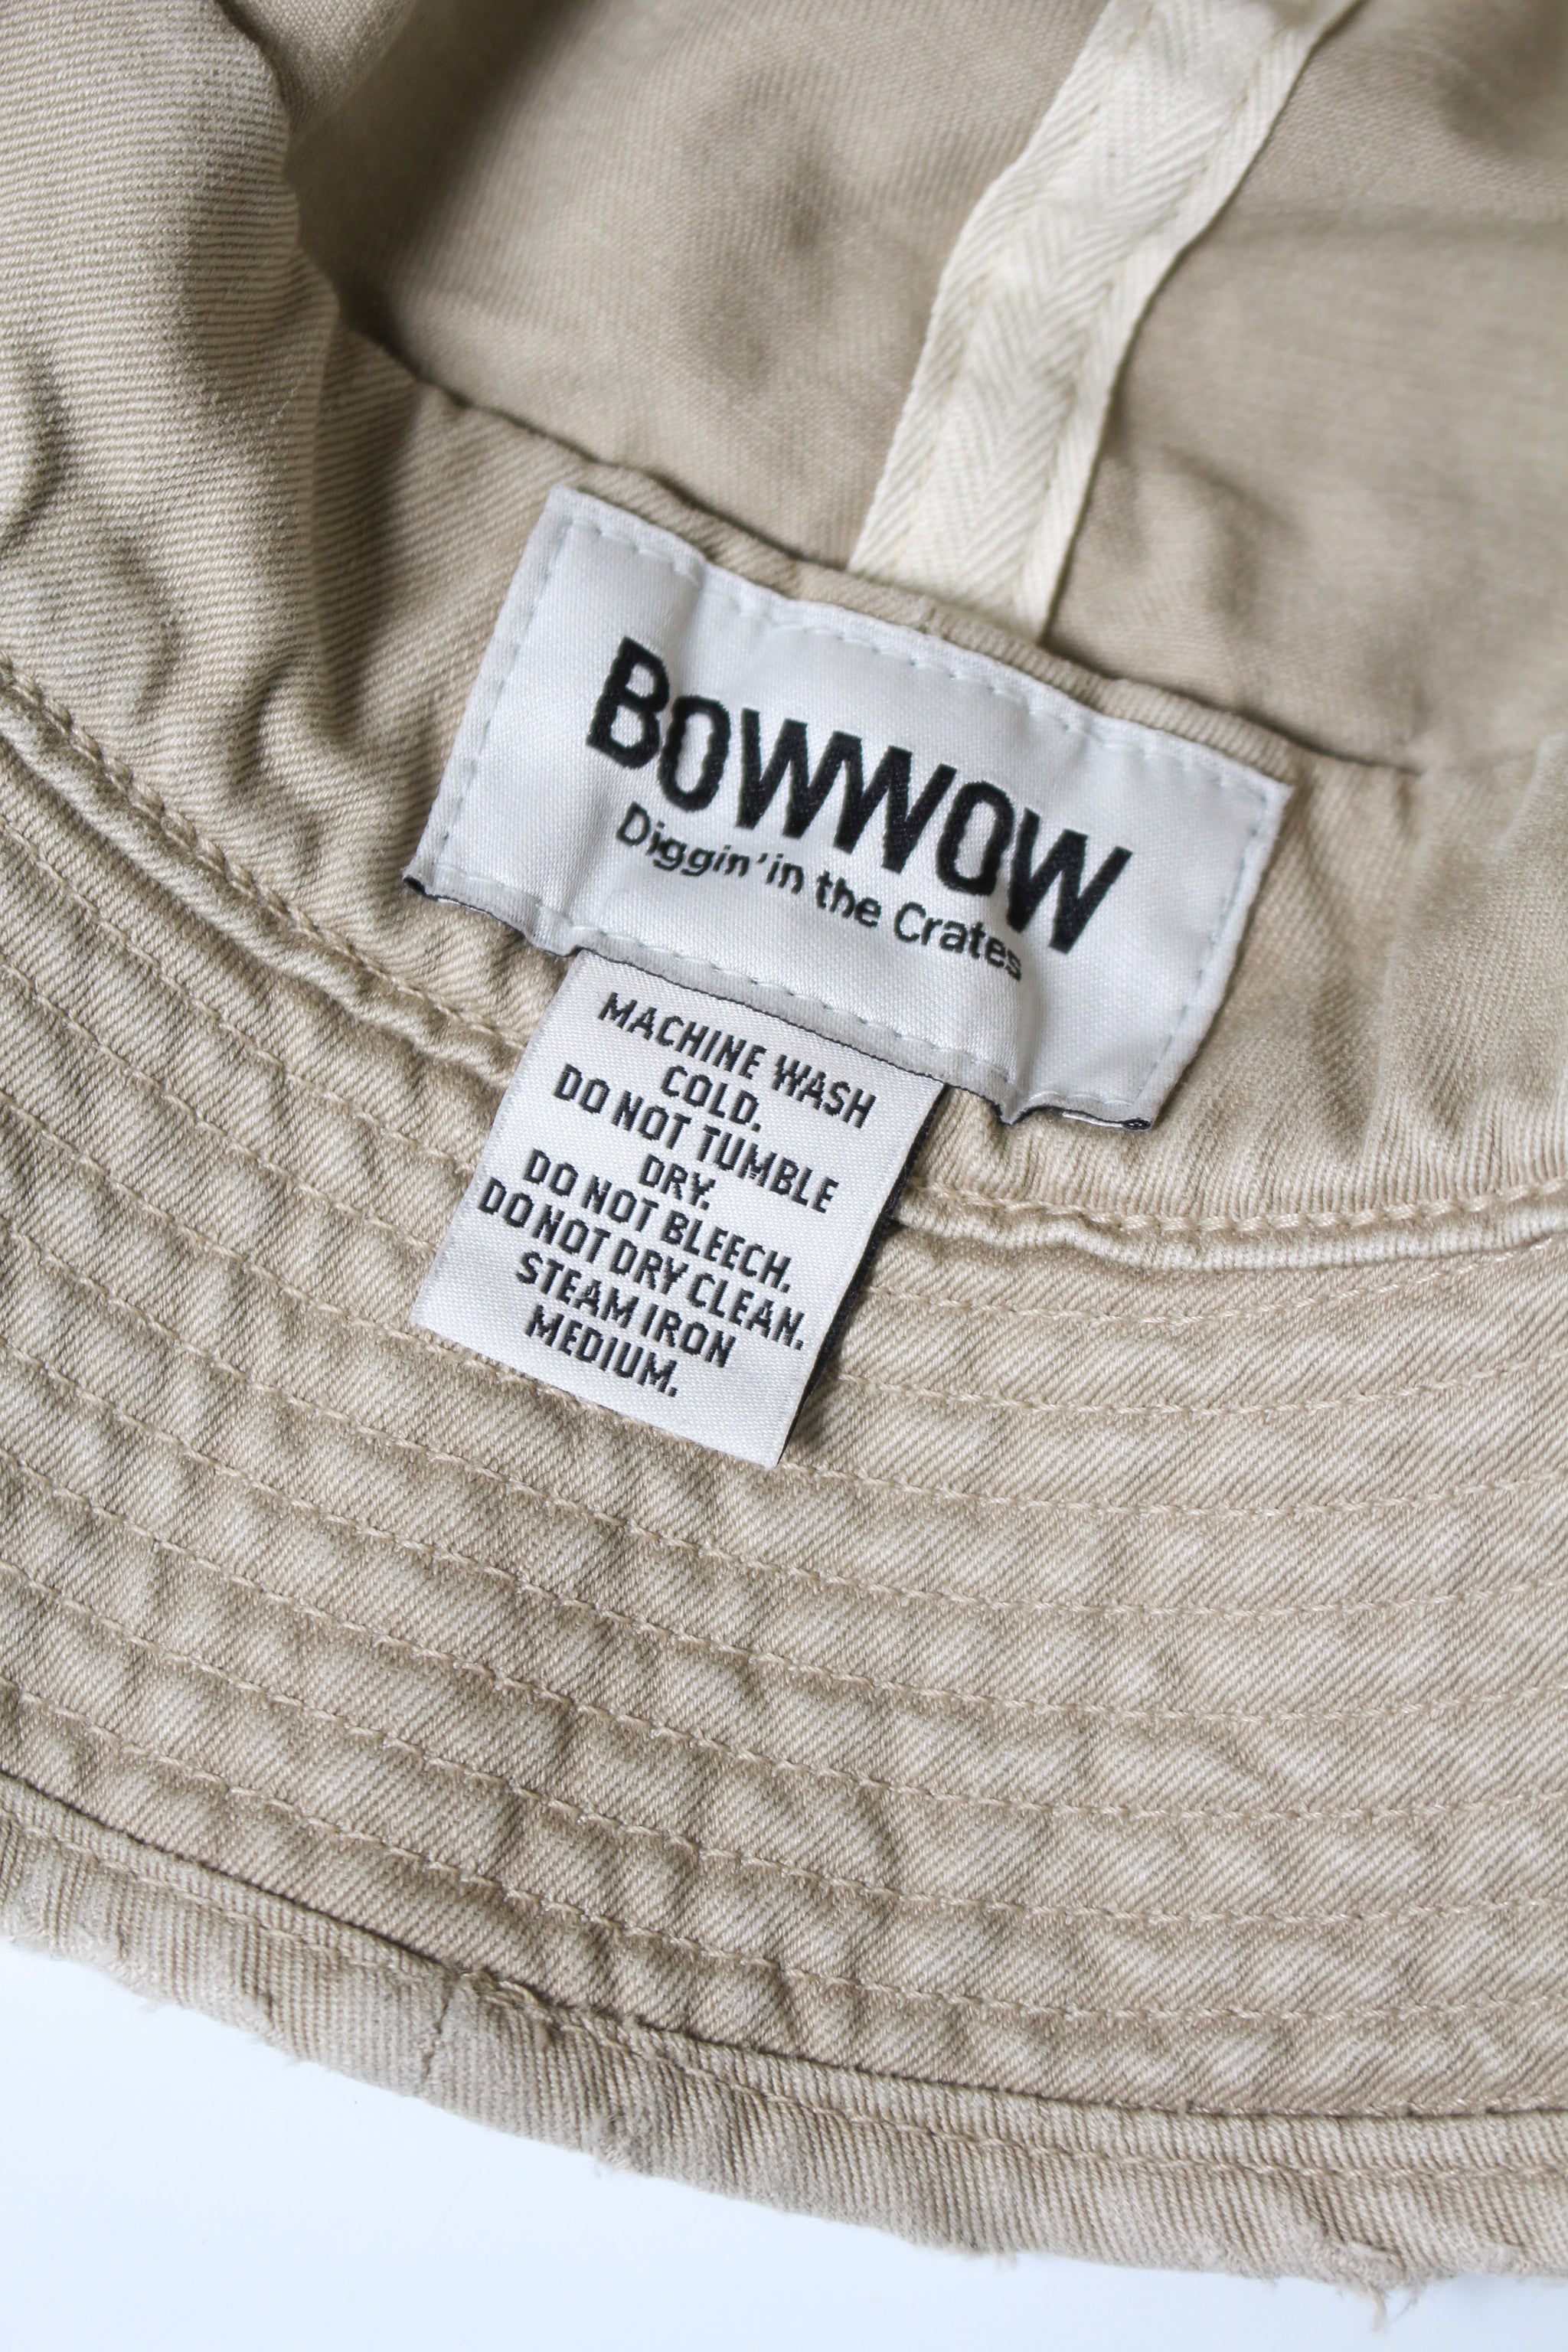 BOWWOW
Diggin' in the Crates
MACHINE WASH
COLD.
DO NOT TUMBLE
DRY.
DO NOT BLEECH.
DO NOT DRY CLEAN.
STEAM IRON
MEDIUM.